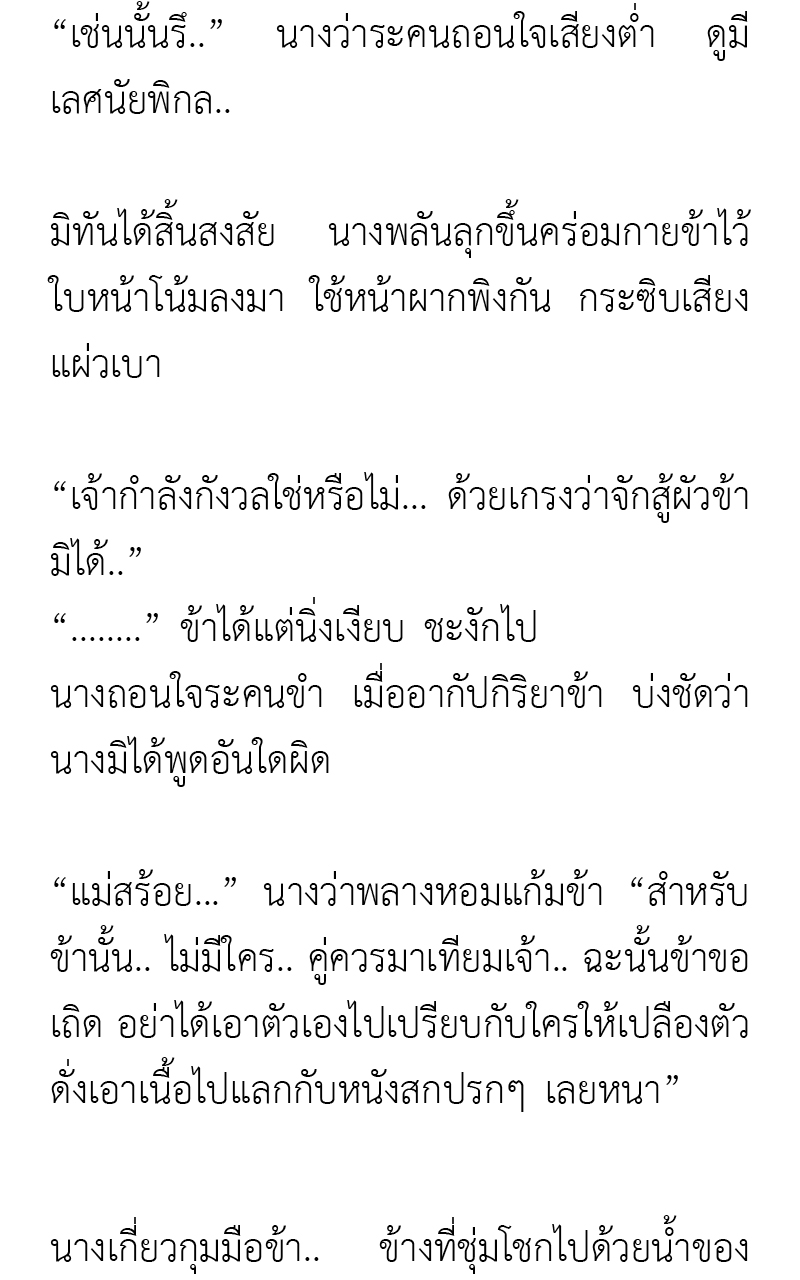 “เช่นนั้นรึ..” นางว่าระคนถอนใจเสียงต่ำ ดูมี
เลศนัยพิกล..
มิทันได้สิ้นสงสัย นางพลันลุกขึ้นคร่อมกายข้าไว้
ใบหน้าโน้มลงมา ใช้หน้าผากพิงกัน กระซิบเสียง
แผ่วเบา
“เจ้ากำลังกังวลใช่หรือไม่... ด้วยเกรงว่าจักสู้ผัวข้า
มิได้..”
“........” ข้าได้แต่นิ่งเงียบ ชะงักไป
นางถอนใจระคนขำ เมื่ออากัปกิริยาข้า บ่งชัดว่า
นางมิได้พูดอันใดผิด
“แม่สร้อย...” นางว่าพลางหอมแก้มข้า “สำหรับ
ข้านั้น.. ไม่มีใคร.. คู่ควรมาเทียมเจ้า.. ฉะนั้นข้าขอ
เถิด อย่าได้เอาตัวเองไปเปรียบกับใครให้เปลืองตัว
ดั่งเอาเนื้อไปแลกกับหนังสกปรกๆ เลยหนา”
นางเกี่ยวกุมมือข้า.. ข้างที่ชุ่มโชกไปด้วยน้ำของ